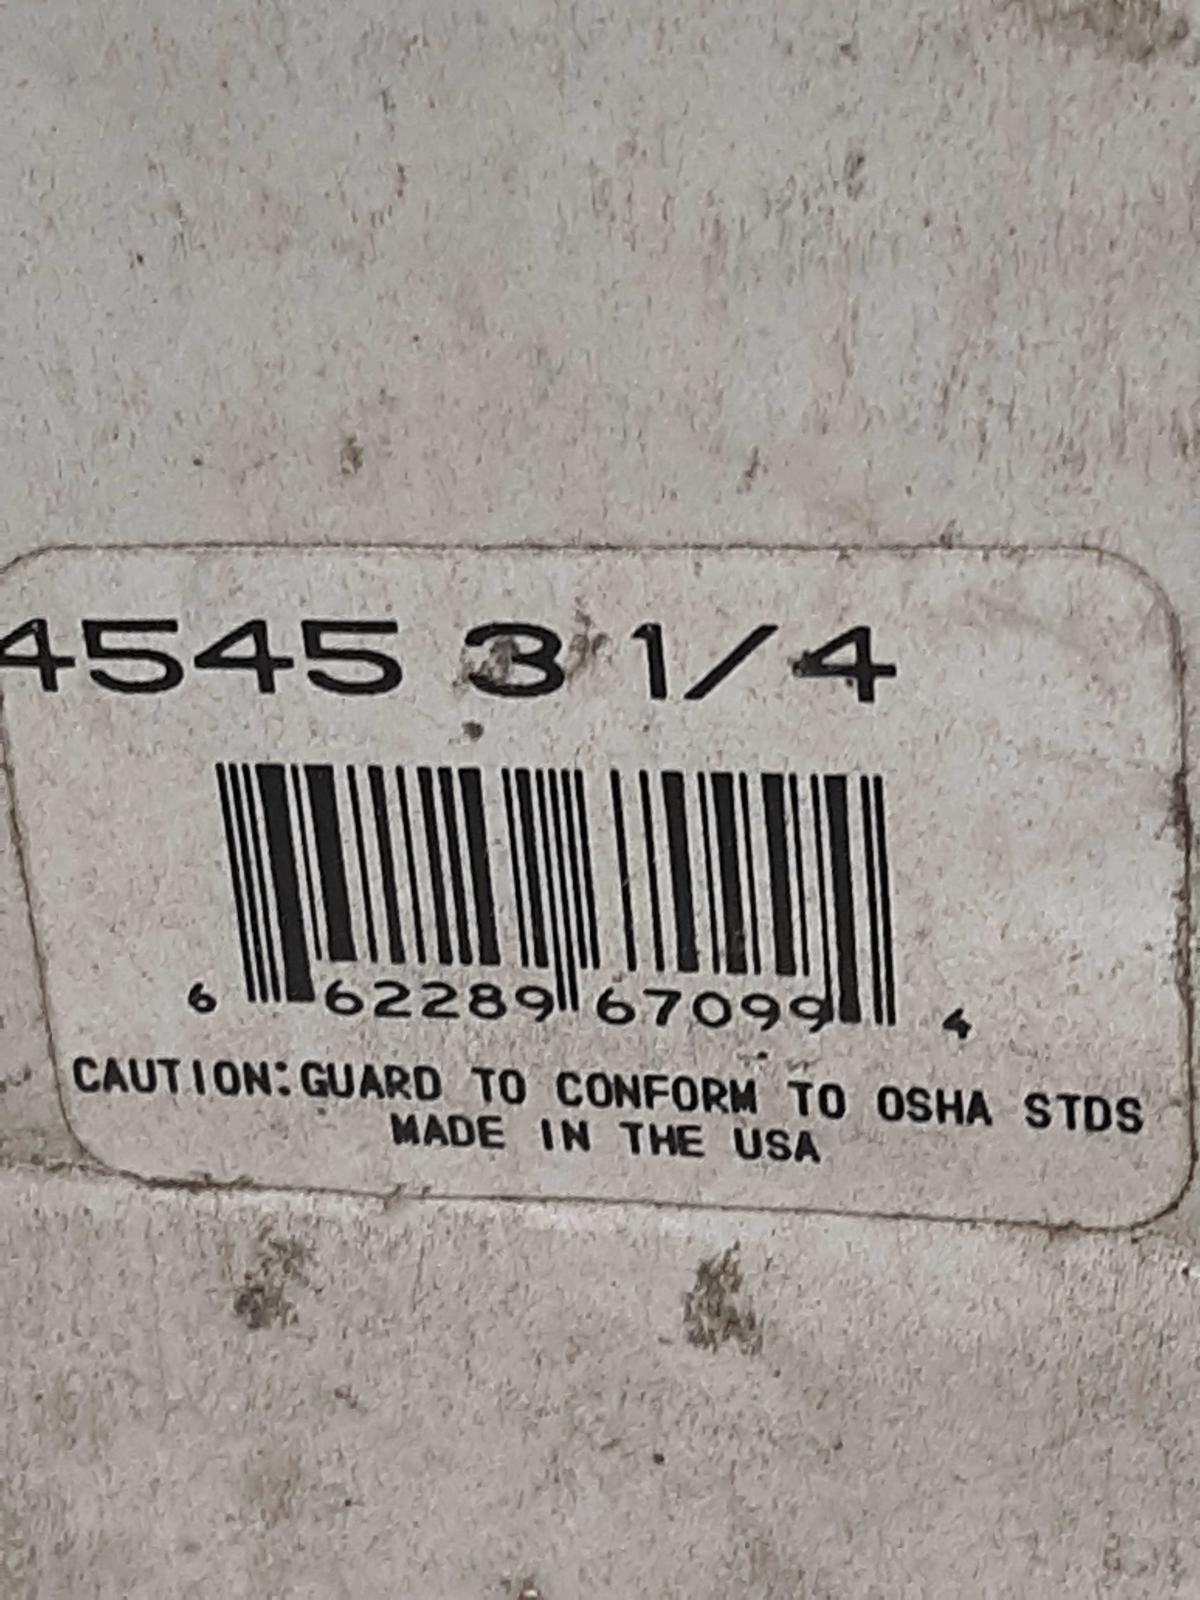 4545 3 1/4
6 62289 67099 4
CAUTION:GUARD TO CONFORM TO OSHA STDS
MADE IN THE USA